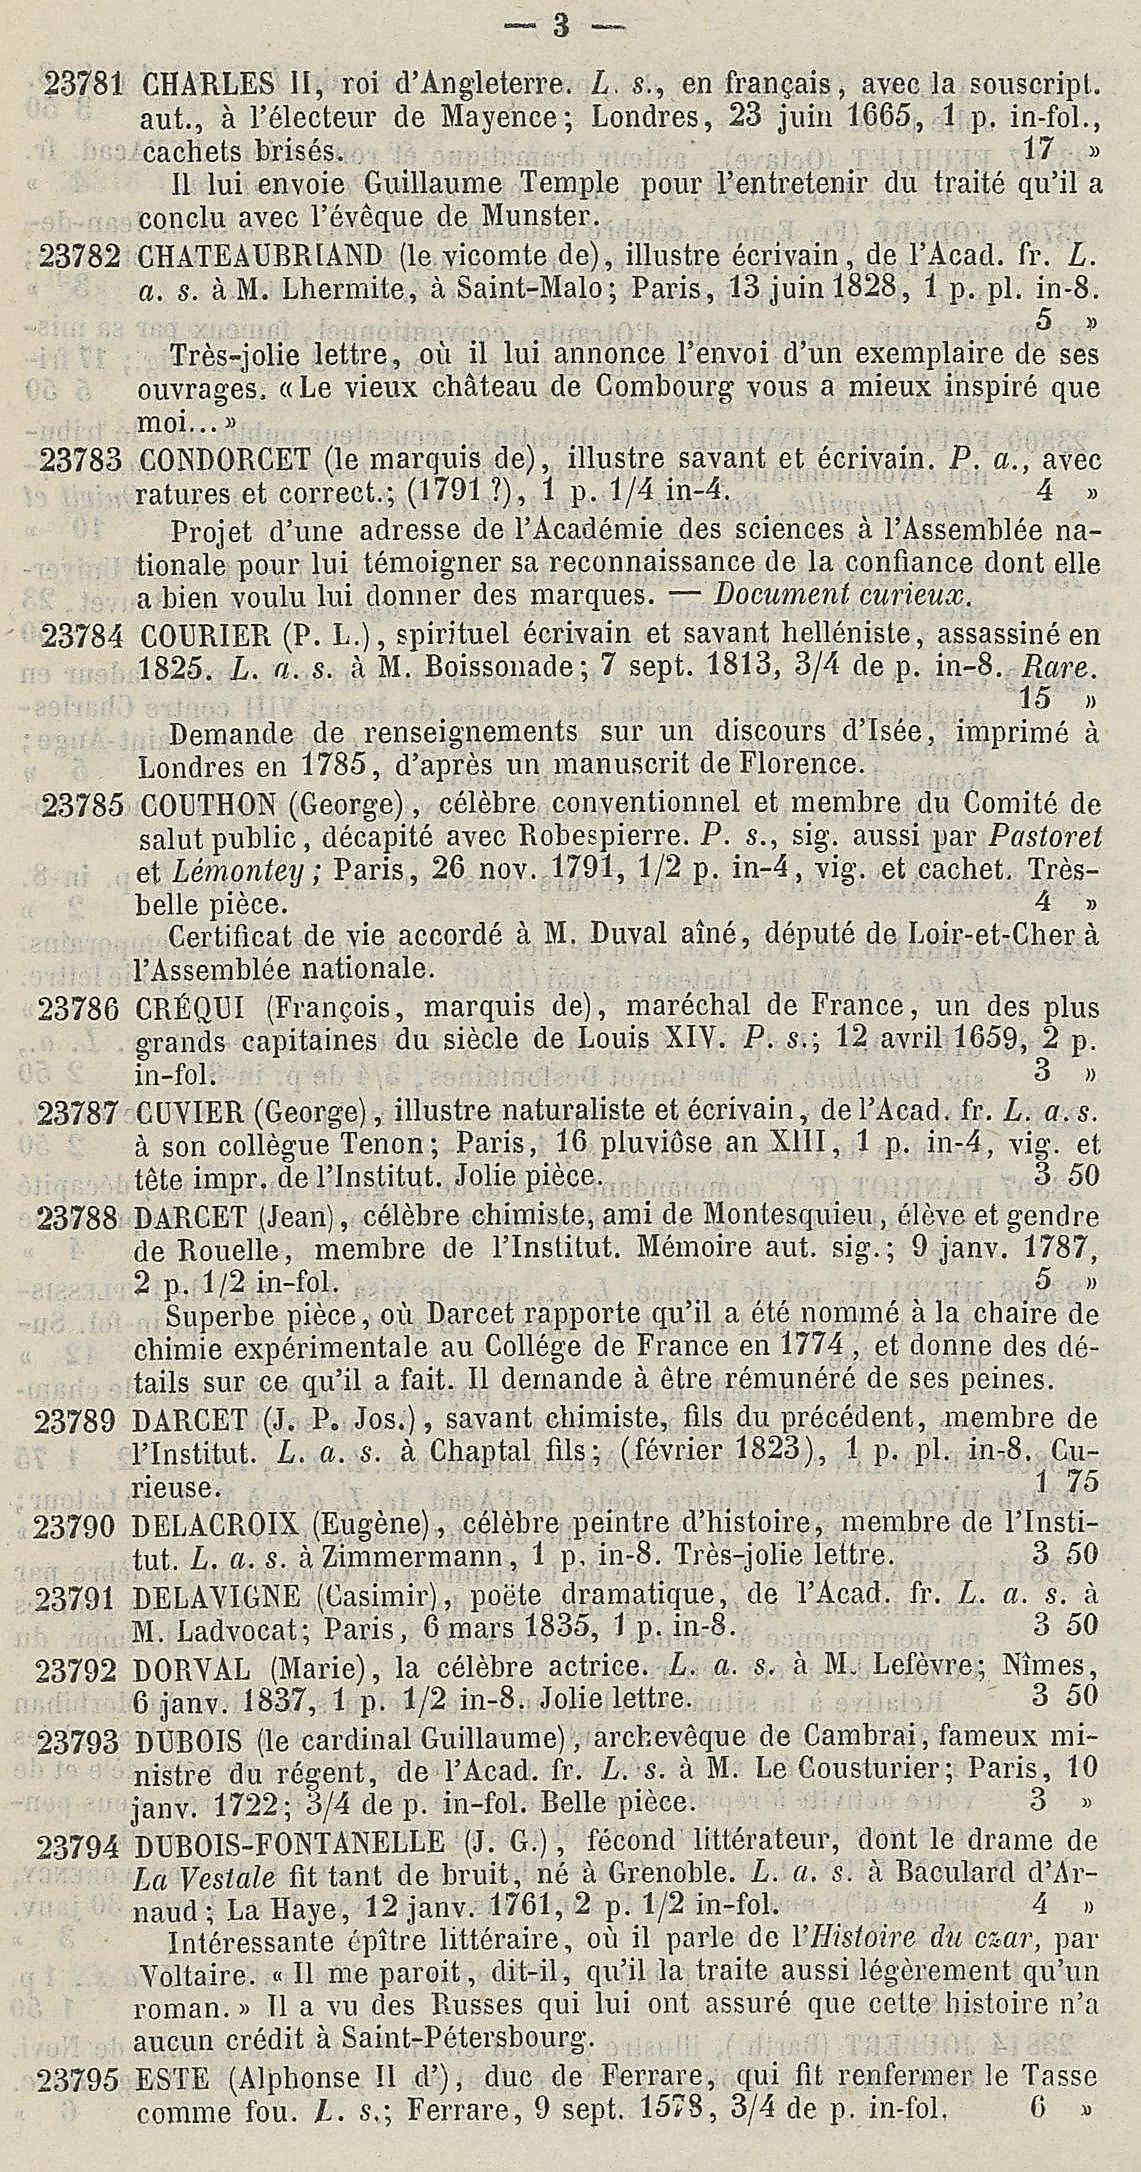 — 3 —
23781 CHARLES II, roi d'Angleterre. L. s., en français, avec la souscript.
aut., à l'électeur de Mayence; Londres, 23 juin 1665, 1 p. in-fol.,
cachets brisés. 17 »
Il lui envoie Guillaume Temple pour l'entretenir du traité qu'il a
conclu avec l'évêque de Munster.
23782 CHATEAUBRIAND (le vicomte de), illustre écrivain, de l'Acad. fr. L.
a. s. à M. Lhermite, à Saint-Malo; Paris, 13 juin 1828, 1 p. pl. in-8.
5 »
Très-jolie lettre, où il lui annonce l'envoi d'un exemplaire de ses
ouvrages. «Le vieux château de Combourg vous a mieux inspiré que
moi...»
23783 CONDORCET (le marquis de), illustre savant et écrivain. P. a., avec
ratures et correct.; (1791?), 1 p. 1/4 in-4. 4 »
Projet d'une adresse de l'Académie des sciences à l'Assemblée na-
tionale pour lui témoigner sa reconnaissance de la confiance dont elle
a bien voulu lui donner des marques. — Document curieux.
23784 COURIER (P. L.), spirituel écrivain et savant helléniste, assassiné en
1825. L. a. s. à M. Boissonade; 7 sept. 1813, 3/4 de p. in-8. Rare.
15 »
Demande de renseignements sur un discours d'Isée, imprimé à
Londres en 1785, d'après un manuscrit de Florence.
23785 COUTHON (George), célèbre conventionnel et membre du Comité de
salut public, décapité avec Robespierre. P. s., sig. aussi par Pastoret
et Lémontey; Paris, 26 nov. 1791, 1/2 p. in-4, vig. et cachet. Très-
belle pièce. 4 »
Certificat de vie accordé à M. Duval aîné, député de Loir-et-Cher à
l'Assemblée nationale.
23786 CRÉQUI (François, marquis de), maréchal de France, un des plus
grands capitaines du siècle de Louis XIV. P. s.; 12 avril 1659, 2 p.
in-fol. 3 »
23787 CUVIER (George), illustre naturaliste et écrivain, de l'Acad. fr. L. a. s.
à son collègue Tenon; Paris, 16 pluviôse an XIII, 1 p. in-4, vig. et
tête impr. de l'Institut. Jolie pièce. 3 50
23788 DARCET (Jean), célèbre chimiste, ami de Montesquieu, élève et gendre
de Rouelle, membre de l'Institut. Mémoire aut. sig.; 9 janv. 1787,
2 p. 1/2 in-fol. 5 »
Superbe pièce, où Darcet rapporte qu'il a été nommé à la chaire de
chimie expérimentale au Collége de France en 1774, et donne des dé-
tails sur ce qu'il a fait. Il demande à être rémunéré de ses peines.
23789 DARCET (J. P. Jos.), savant chimiste, fils du précédent, membre de
l'Institut. L. a. s. à Chaptal fils; (février 1823), 1 p. pl. in-8. Cu-
rieuse. 1 75
23790 DELACROIX (Eugène), célèbre peintre d'histoire, membre de l'Insti-
tut. L. a. s. à Zimmermann, 1 p. in-8. Très-jolie lettre. 3 50
23791 DELAVIGNE (Casimir), poëte dramatique, de l'Acad. fr. L. a. s. à
M. Ladvocat; Paris, 6 mars 1835, 1 p. in-8. 3 50
23792 DORVAL (Marie), la célèbre actrice. L. a. s. à M. Lefèvre; Nîmes,
6 janv. 1837, 1 p. 1/2 in-8. Jolie lettre. 3 50
23793 DUBOIS (le cardinal Guillaume), archevêque de Cambrai, fameux mi-
nistre du régent, de l'Acad. fr. L. s. à M. Le Cousturier; Paris, 10
janv. 1722; 3/4 de p. in-fol. Belle pièce. 3 »
23794 DUBOIS-FONTANELLE (J. G.), fécond littérateur, dont le drame de
La Vestale fit tant de bruit, né à Grenoble. L. a. s. à Baculard d'Ar-
naud; La Haye, 12 janv. 1761, 2 p. 1/2 in-fol. 4 »
Intéressante épître littéraire, où il parle de l'Histoire du czar, par
Voltaire. «Il me paroit, dit-il, qu'il la traite aussi légèrement qu'un
roman.» Il a vu des Russes qui lui ont assuré que cette histoire n'a
aucun crédit à Saint-Pétersbourg.
23795 ESTE (Alphonse II d'), duc de Ferrare, qui fit renfermer le Tasse
comme fou. L. s.; Ferrare, 9 sept. 1578, 3/4 de p. in-fol. 6 »